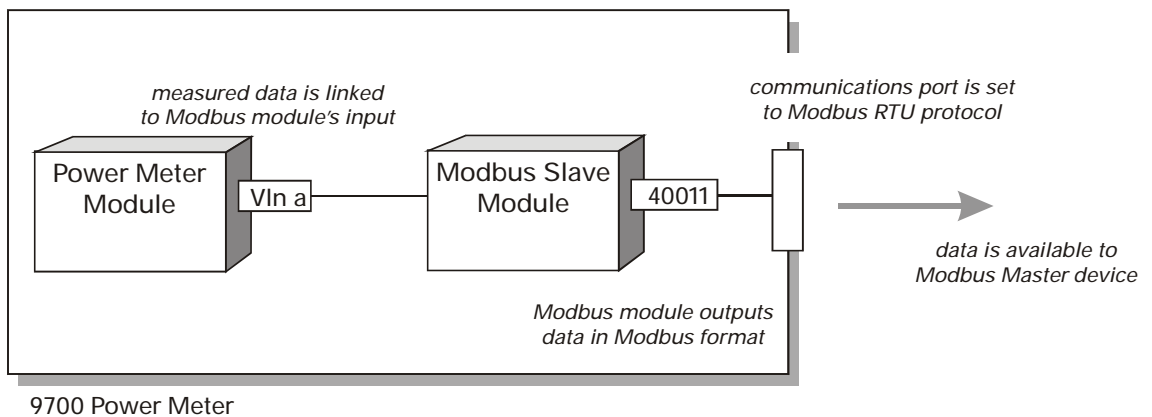 measured data is linked
to Modbus module's input
communications port is set
to Modbus RTU protocol
Power Meter
Module
Vln a
Modbus Slave
Module
40011
data is available to
Modbus Master device
Modbus module outputs
data in Modbus format
9700 Power Meter